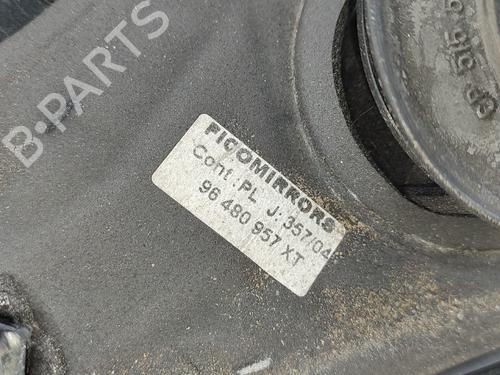 B-PARTS
FICOMIRRORS
Conf: PL J: 357/04
96 480 957 XT